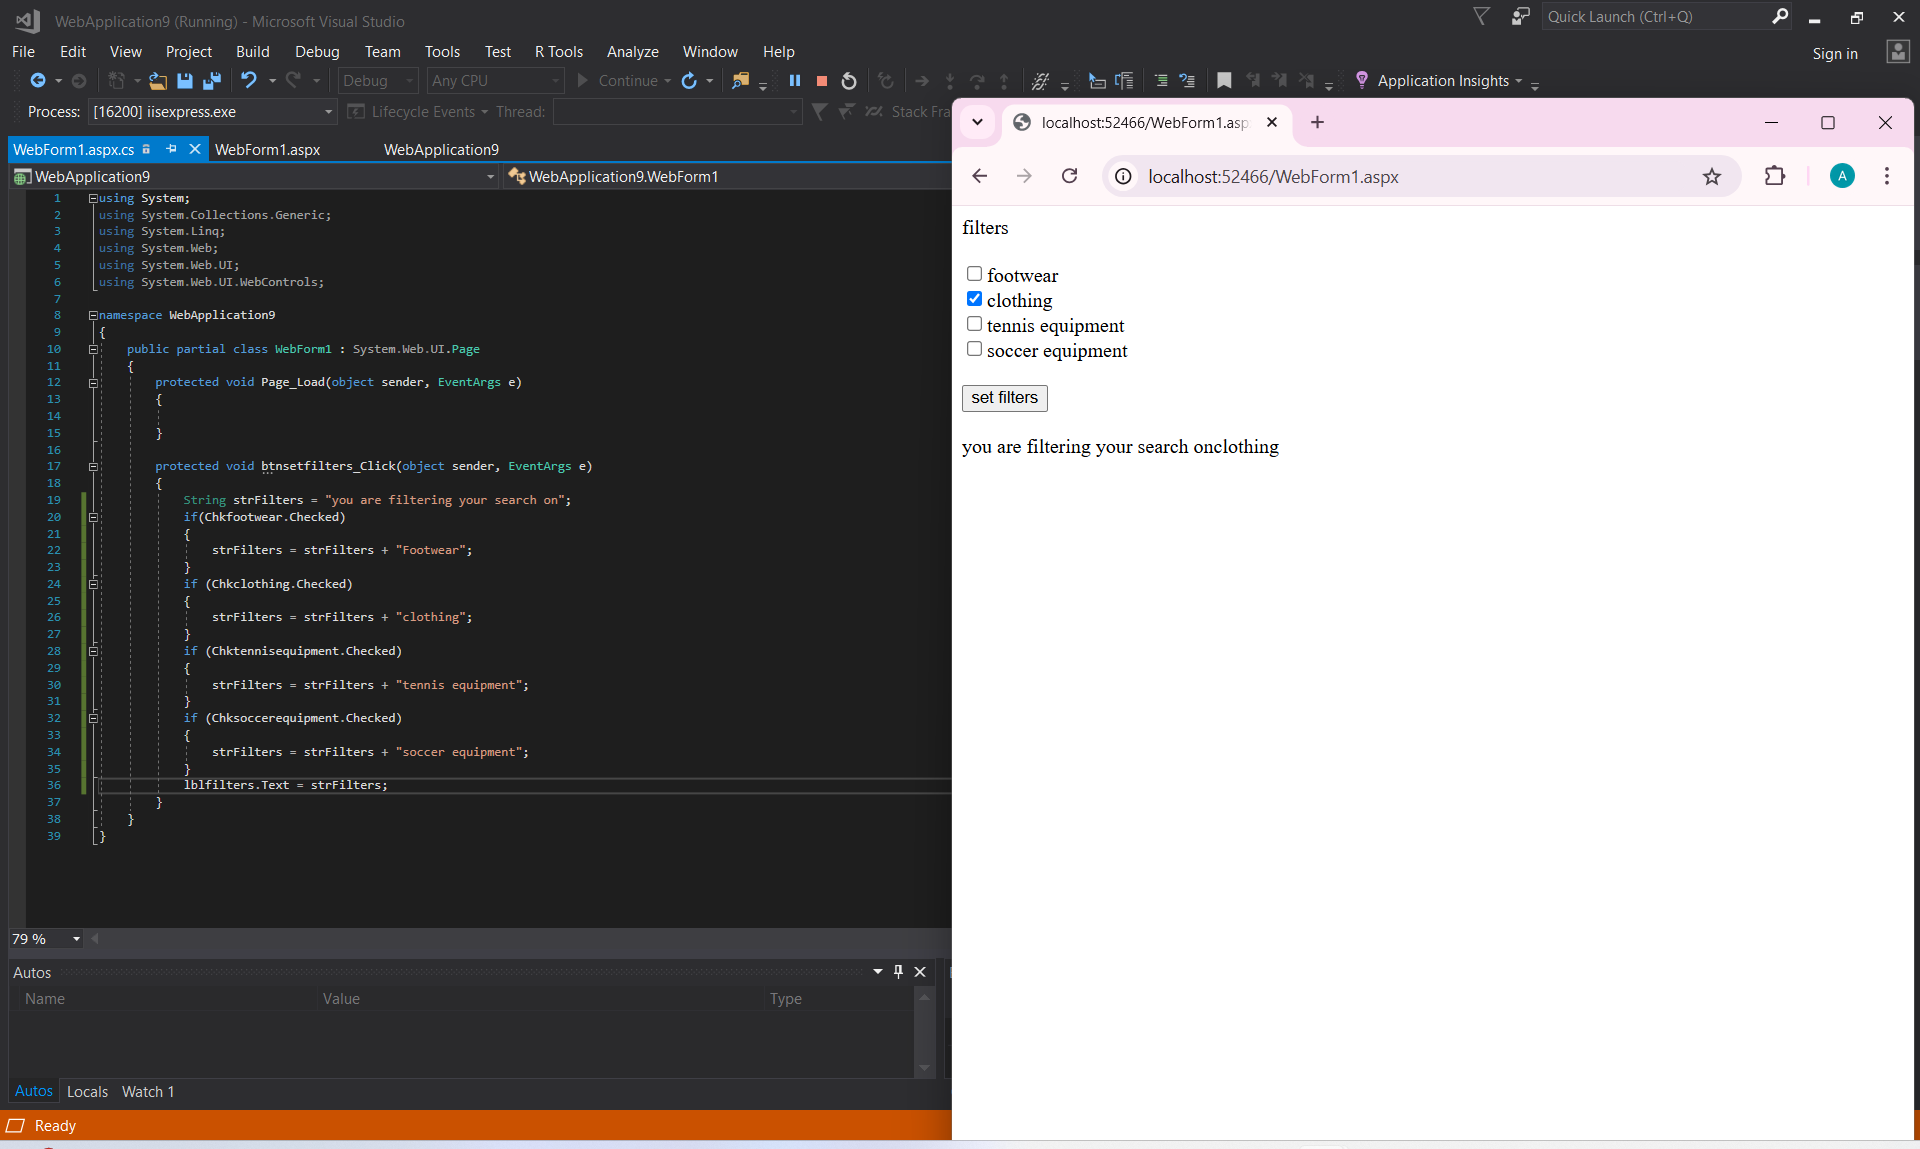 WebApplication9 (Running) - Microsoft Visual Studio
Quick Launch (Ctrl+Q)
File Edit View Project Build Debug Team Tools Test R Tools Analyze Window Help
Sign in
Debug Any CPU Continue Application Insights
Process: [16200] iisexpress.exe Lifecycle Events Thread: Stack Fra
WebForm1.aspx.cs WebForm1.aspx WebApplication9
WebApplication9 WebApplication9.WebForm1
1 using System;
2 using System.Collections.Generic;
3 using System.Linq;
4 using System.Web;
5 using System.Web.UI;
6 using System.Web.UI.WebControls;
7
8 namespace WebApplication9
9 {
10 public partial class WebForm1 : System.Web.UI.Page
11 {
12 protected void Page_Load(object sender, EventArgs e)
13 {
14
15 }
16
17 protected void btnsetfilters_Click(object sender, EventArgs e)
18 {
19 String strFilters = "you are filtering your search on";
20 if(Chkfootwear.Checked)
21 {
22 strFilters = strFilters + "Footwear";
23 }
24 if (Chkclothing.Checked)
25 {
26 strFilters = strFilters + "clothing";
27 }
28 if (Chktennisequipment.Checked)
29 {
30 strFilters = strFilters + "tennis equipment";
31 }
32 if (Chksoccerequipment.Checked)
33 {
34 strFilters = strFilters + "soccer equipment";
35 }
36 lblfilters.Text = strFilters;
37 }
38 }
39 }
79 %
Autos
Name Value Type
Autos Locals Watch 1
Ready
localhost:52466/WebForm1.asp
localhost:52466/WebForm1.aspx
A
filters
footwear
clothing
tennis equipment
soccer equipment
set filters
you are filtering your search onclothing